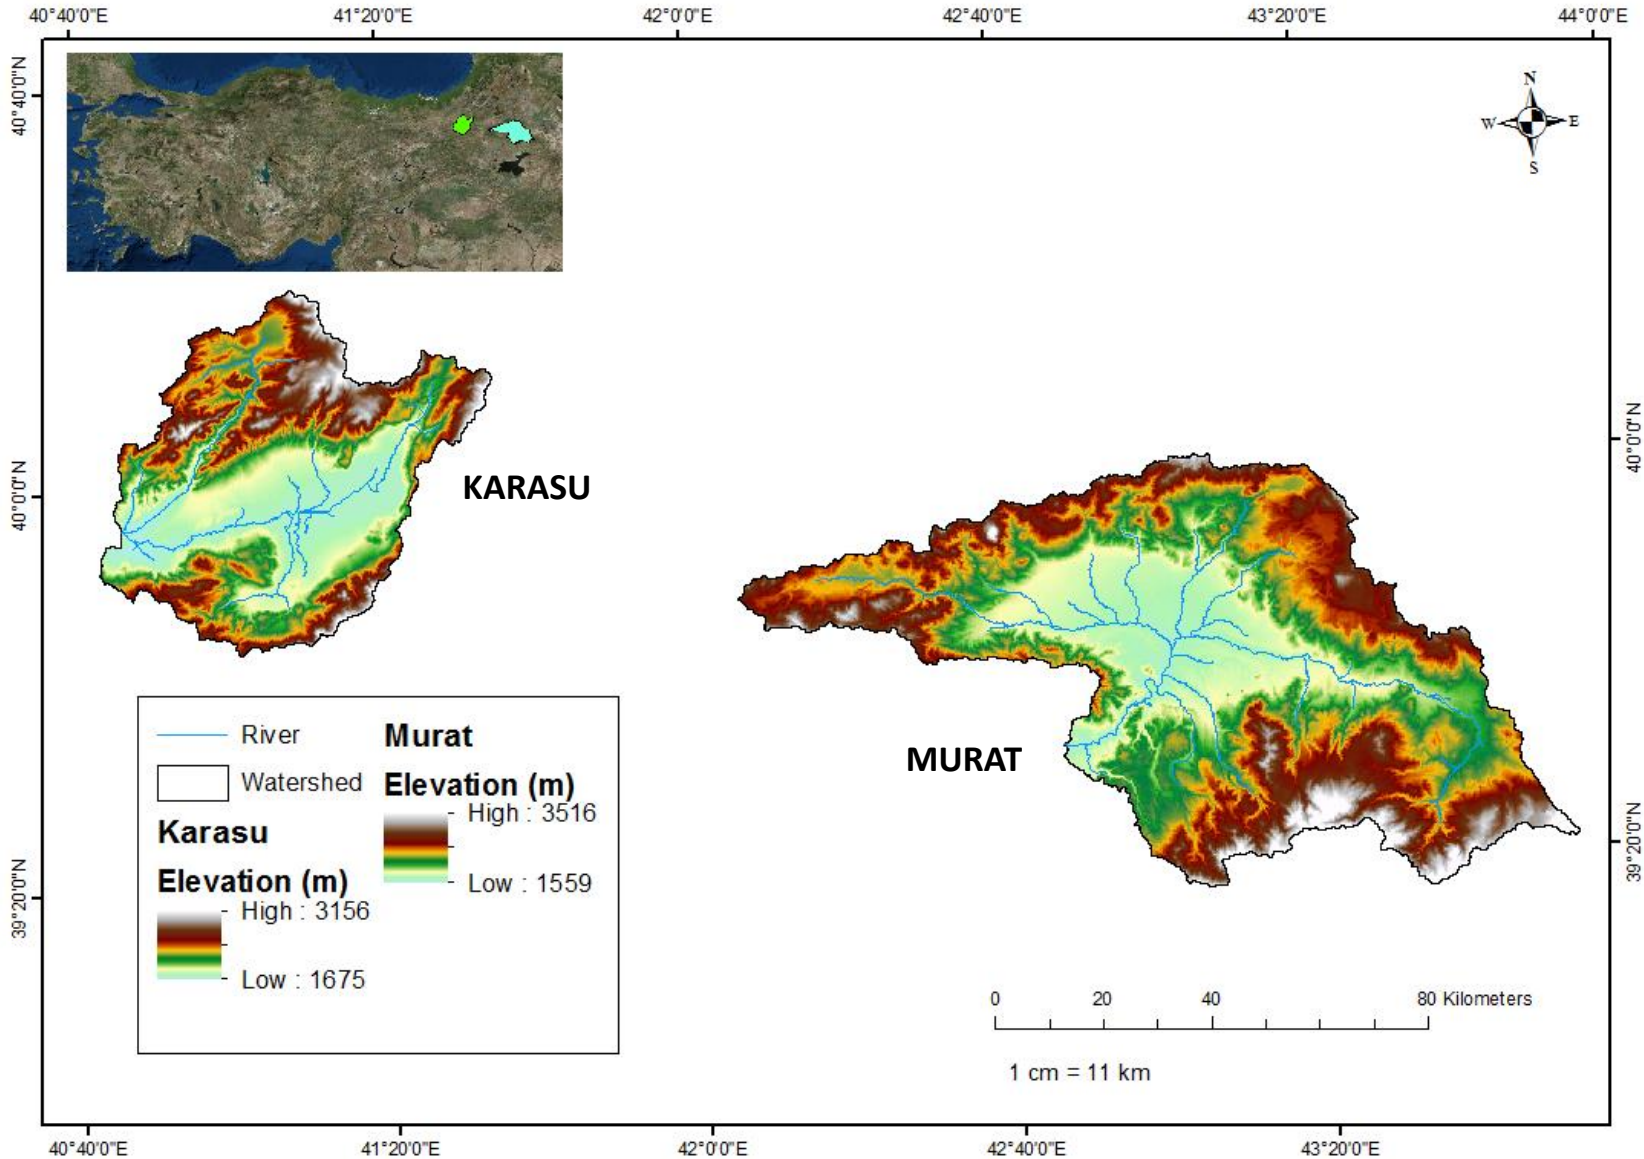 40°40'0"E 41°20'0"E 42°0'0"E 42°40'0"E 43°20'0"E 44°0'0"E
40°40'0"N
N
W E
S
40°0'0"N
40°0'0"N
KARASU
MURAT
River
Watershed
Karasu
Elevation (m)
High : 3156
Low : 1675
Murat
Elevation (m)
High : 3516
Low : 1559
39°20'0"N
39°20'0"N
0 20 40 80 Kilometers
1 cm = 11 km
40°40'0"E 41°20'0"E 42°0'0"E 42°40'0"E 43°20'0"E